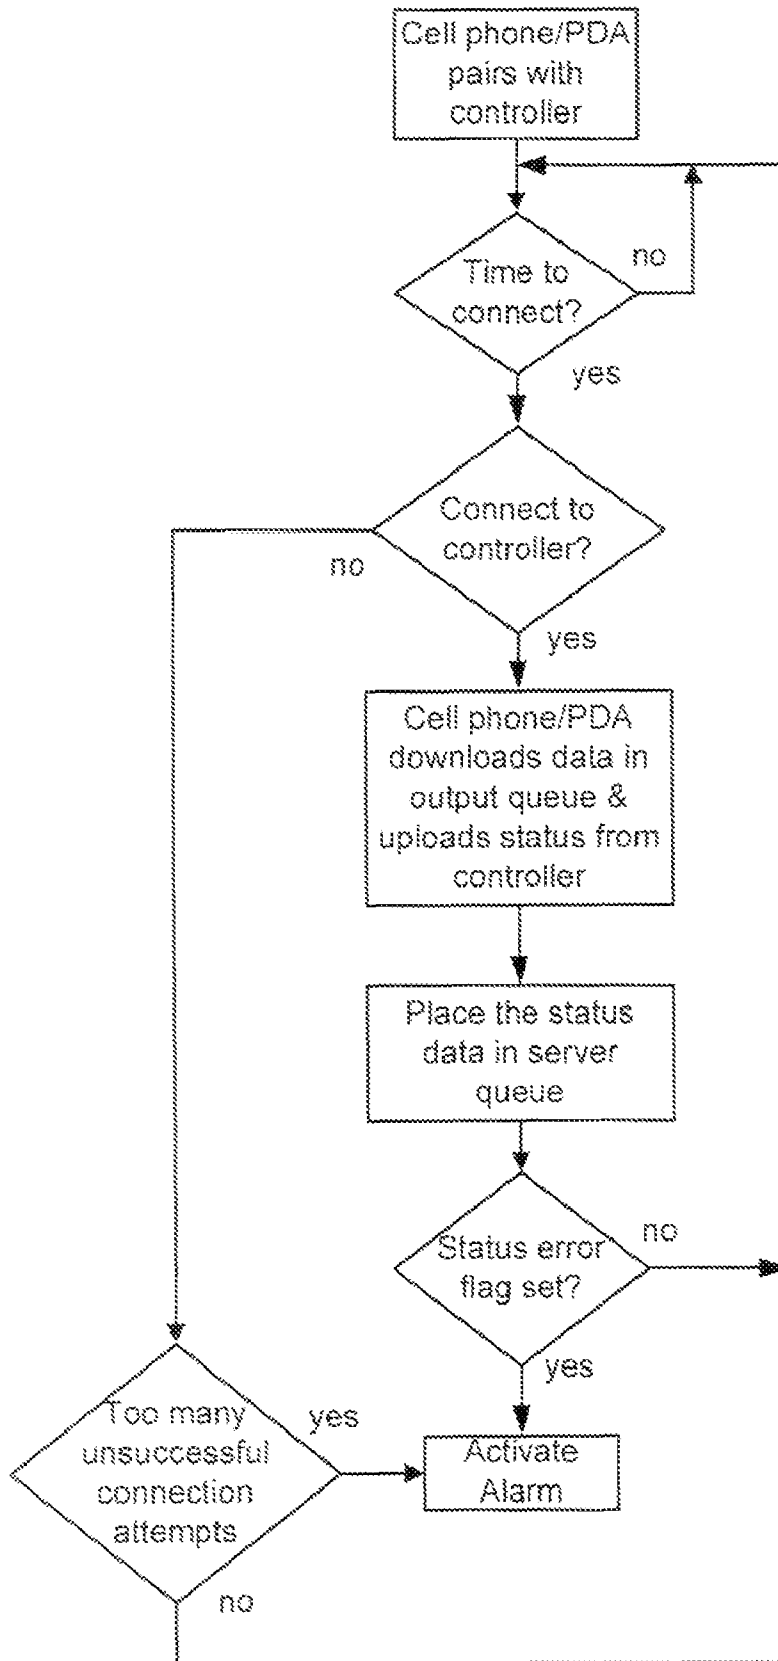 Cell phone/PDA
pairs with
controller
no
Time to
connect?
yes
Connect to
controller?
no
yes
Cell phone/PDA
downloads data in
output queue &
uploads status from
controller
Place the status
data in server
queue
no
Status error
flag set?
yes
Too many
unsuccessful
connection
attempts
yes
Activate
Alarm
no